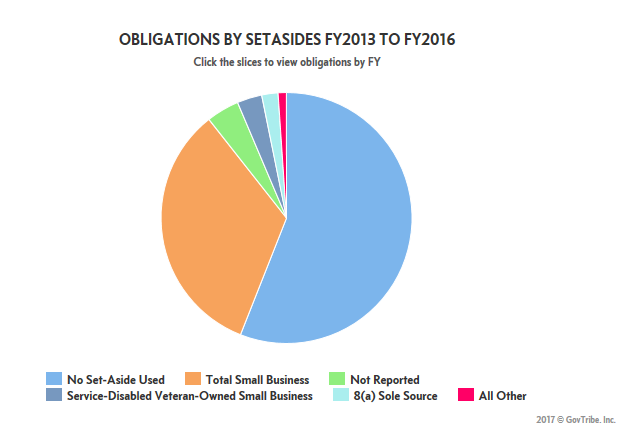 OBLIGATIONS BY SETASIDES FY2013 TO FY2016
Click the slices to view obligations by FY
No Set-Aside Used Total Small Business Not Reported
Service-Disabled Veteran-Owned Small Business 8(a) Sole Source All Other
2017 © GovTribe. Inc.